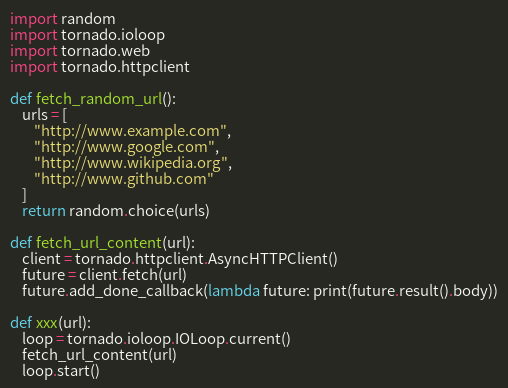 import random
import tornado.ioloop
import tornado.web
import tornado.httpclient

def fetch_random_url():
    urls = [
        "http://www.example.com",
        "http://www.google.com",
        "http://www.wikipedia.org",
        "http://www.github.com"
    ]
    return random.choice(urls)

def fetch_url_content(url):
    client = tornado.httpclient.AsyncHTTPClient()
    future = client.fetch(url)
    future.add_done_callback(lambda future: print(future.result().body))

def xxx(url):
    loop = tornado.ioloop.IOLoop.current()
    fetch_url_content(url)
    loop.start()